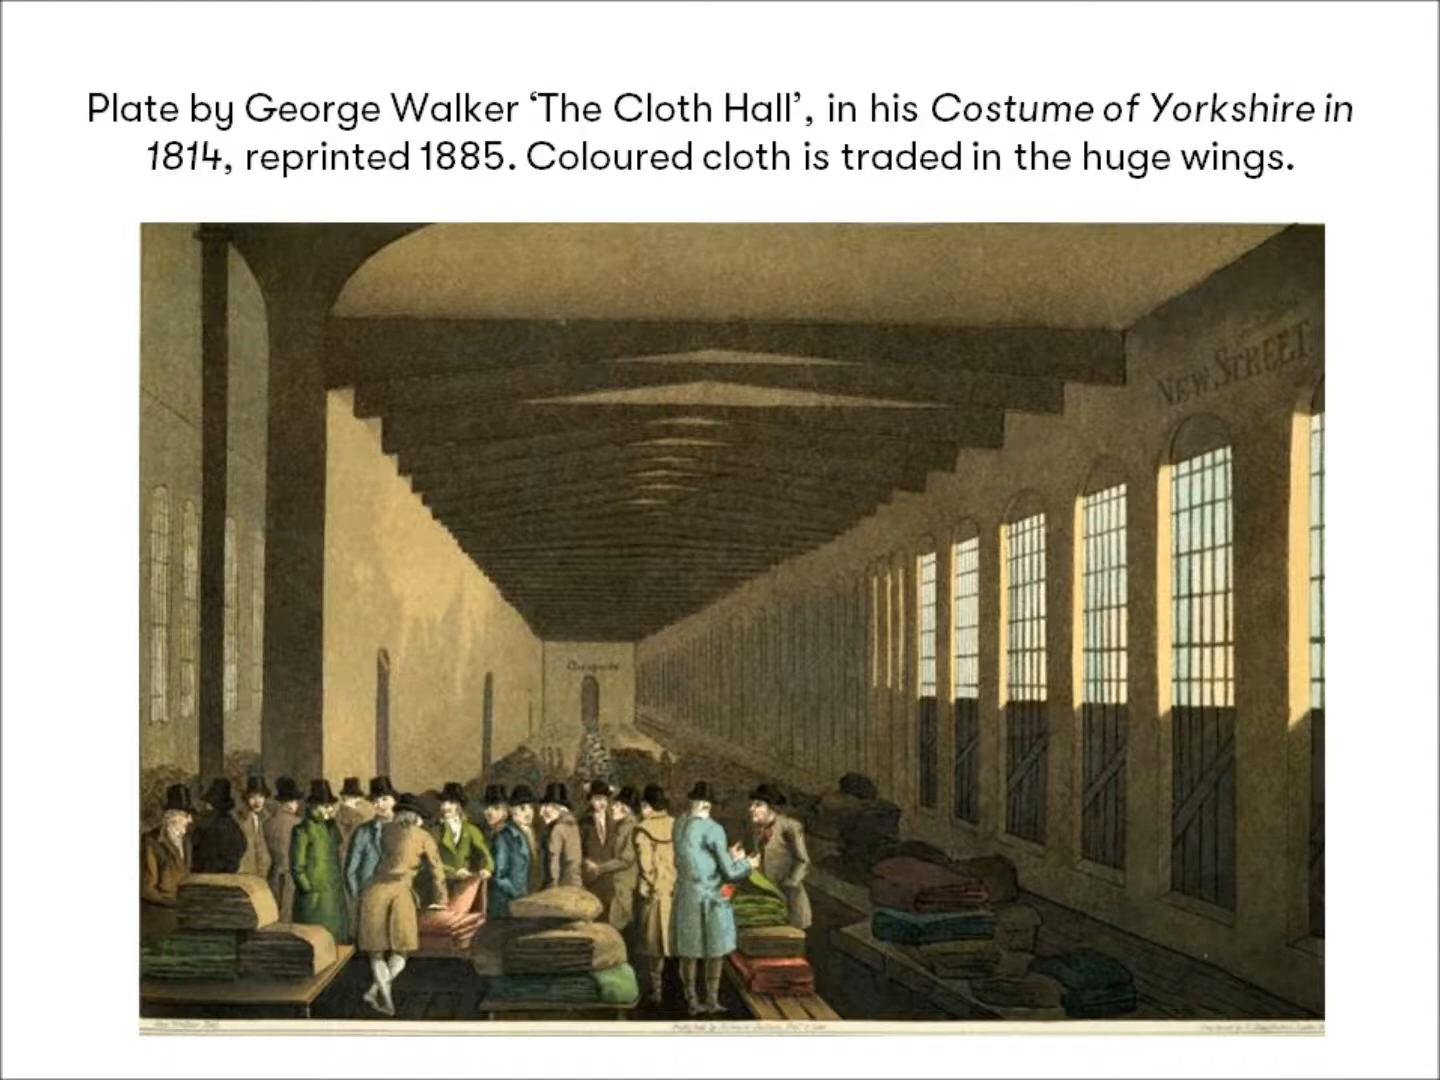 Plate by George Walker ‘The Cloth Hall’, in his Costume of Yorkshire in
1814, reprinted 1885. Coloured cloth is traded in the huge wings.
NEW STREET
Cheapside